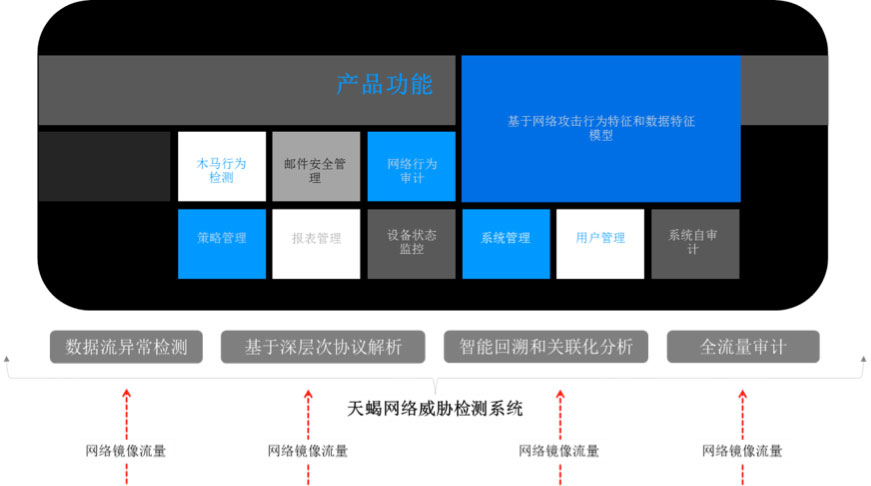 产品功能
基于网络攻击行为特征和数据特征
模型
木马行为
检测
邮件安全管
理
网络行为
审计
策略管理
报表管理
设备状态
监控
系统管理
用户管理
系统自审
计
数据流异常检测
基于深层次协议解析
智能回溯和关联化分析
全流量审计
天蝎网络威胁检测系统
网络镜像流量
网络镜像流量
网络镜像流量
网络镜像流量